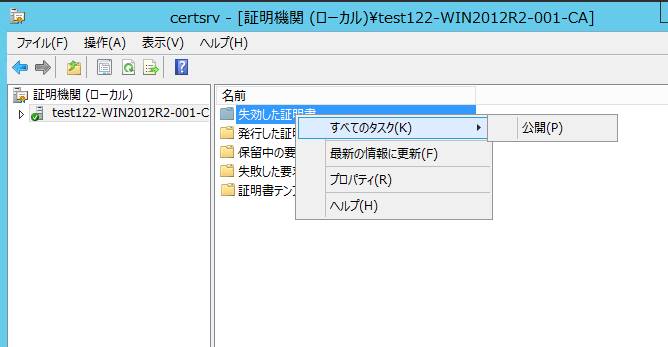 certsrv - [証明機関 (ローカル)¥test122-WIN2012R2-001-CA]
ファイル(F) 操作(A) 表示(V) ヘルプ(H)
証明機関 (ローカル)
test122-WIN2012R2-001-C
名前
失効した証明書
発行した証
保留中の要
失敗した要
証明書テン
すべてのタスク(K)
公開(P)
最新の情報に更新(F)
プロパティ(R)
ヘルプ(H)